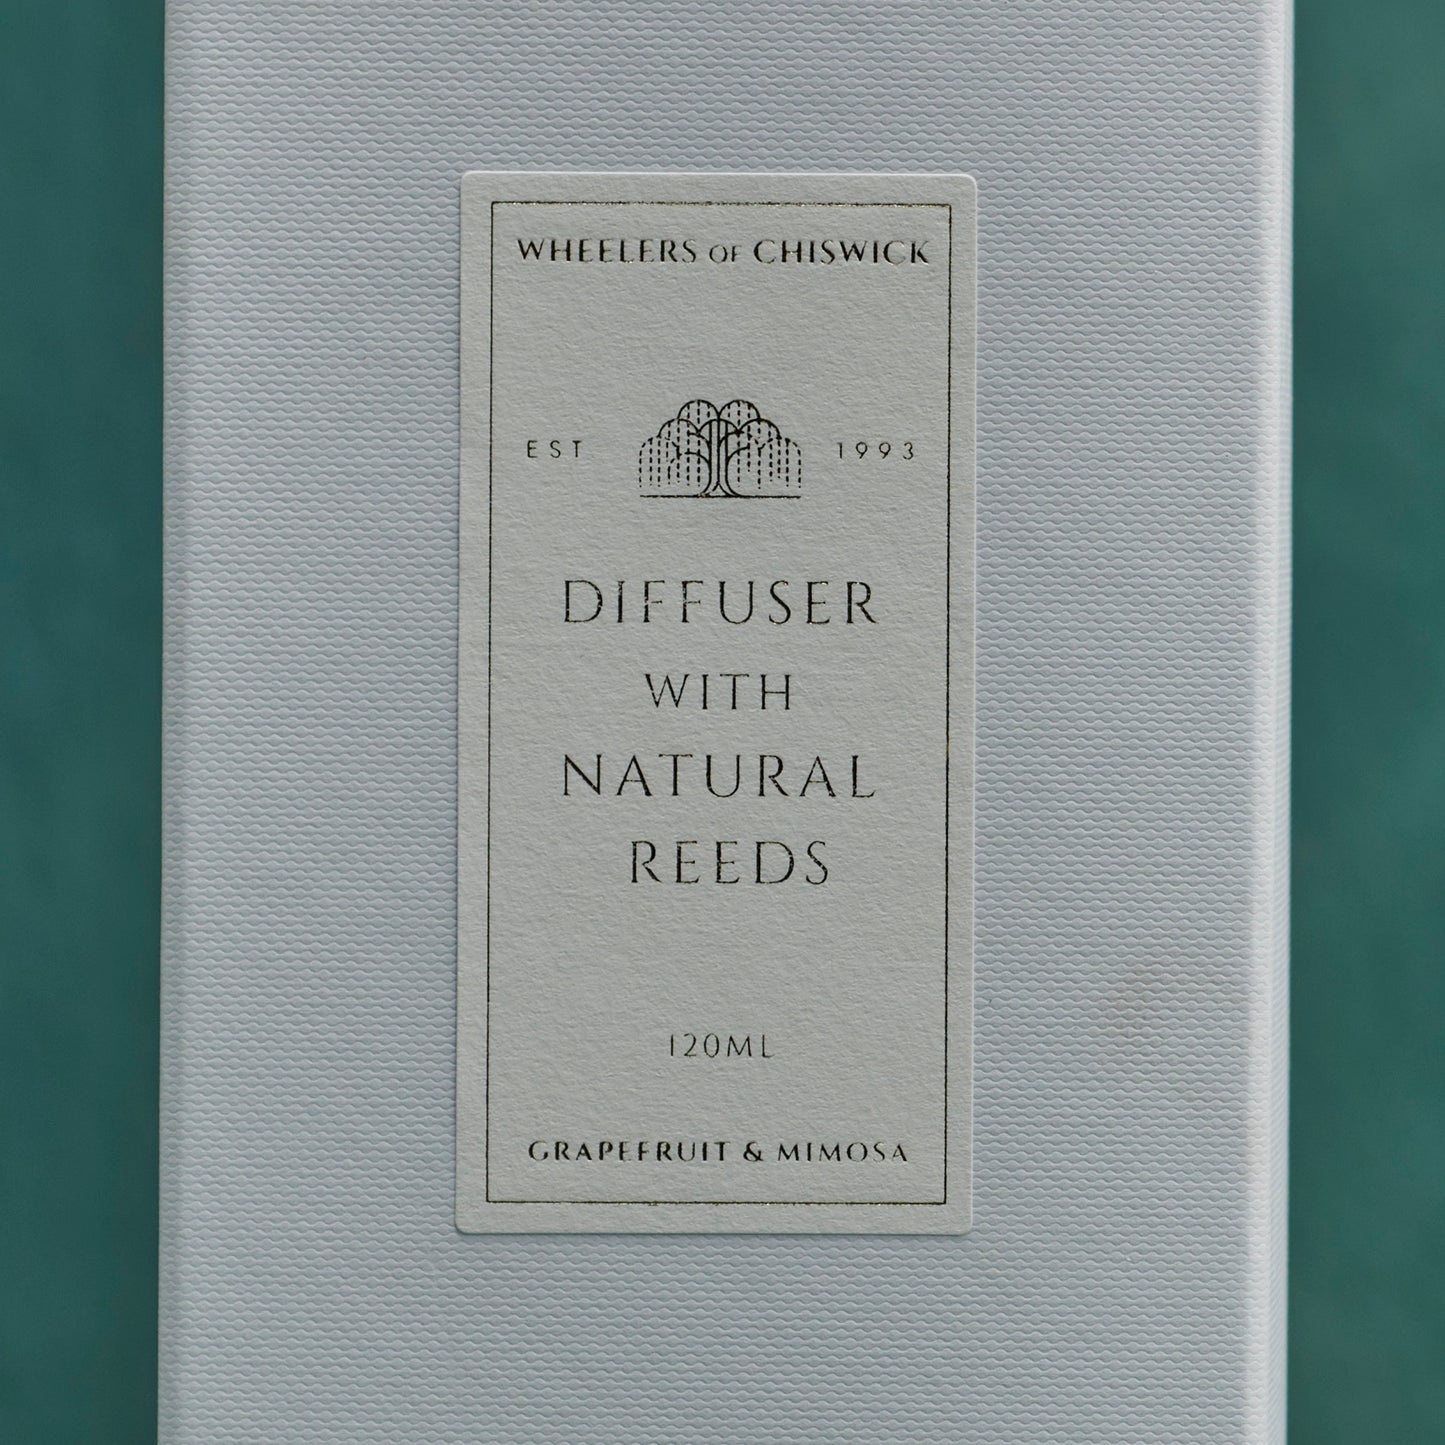 WHEELERS OF CHISWICK
EST 1993
DIFFUSER
WITH
NATURAL
REEDS
120ML
GRAPEFRUIT & MIMOSA